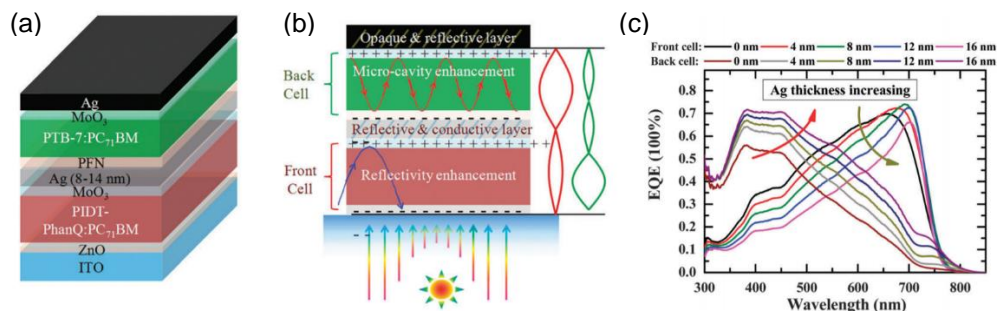 (a)
Ag
MoO3
PTB-7:PC71BM
PFN
Ag (8-14 nm)
MoO3
PIDT-
PhanQ:PC71BM
ZnO
ITO
(b)
Opaque & reflective layer
Back
Cell
Micro-cavity enhancement
Reflective & conductive layer
Front
Cell
Reflectivity enhancement
(c)
Front cell: 0 nm 4 nm 8 nm 12 nm 16 nm
Back cell: 0 nm 4 nm 8 nm 12 nm 16 nm
Ag thickness increasing
EQE (100%)
0.9
0.8
0.7
0.6
0.5
0.4
0.3
0.2
0.1
0.0
300 400 500 600 700 800
Wavelength (nm)